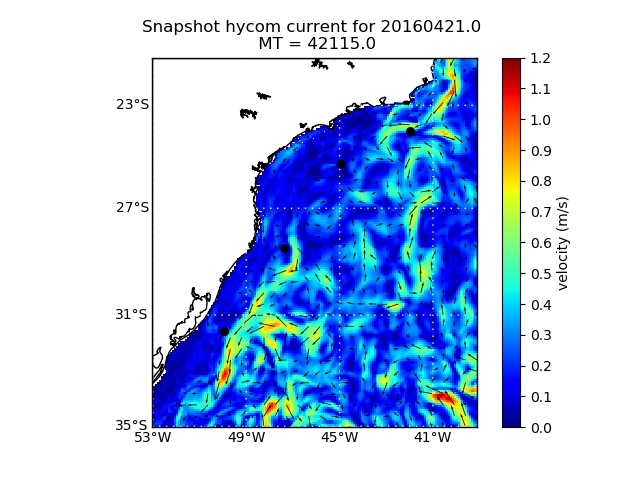 Snapshot hycom current for 20160421.0
MT = 42115.0
23°S
27°S
31°S
35°S
53°W
49°W
45°W
41°W
1.2
1.1
1.0
0.9
0.8
0.7
0.6
0.5
0.4
0.3
0.2
0.1
0.0
velocity (m/s)